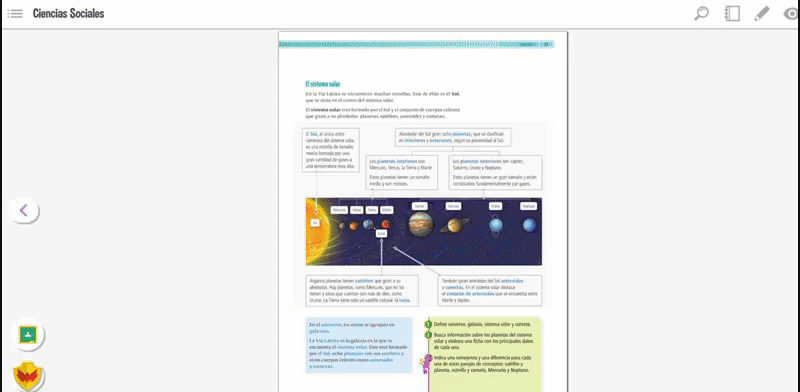 Ciencias Sociales
El sistema solar
En la Vía Láctea se encuentran muchas estrellas. Una de ellas es el Sol,
que se sitúa en el centro del sistema solar.
El sistema solar está formado por el Sol y el conjunto de cuerpos celestes
que giran a su alrededor: planetas, satélites, asteroides y cometas.
El Sol, el único astro
luminoso del sistema solar,
es una estrella de tamaño
medio formada por una
gran cantidad de gases a
una temperatura muy alta.
Alrededor del Sol giran ocho planetas, que se clasifican
en interiores y exteriores, según su proximidad al Sol.
Los planetas interiores son
Mercurio, Venus, la Tierra y Marte.
Estos planetas tienen un tamaño
medio y son rocosos.
Los planetas exteriores son Júpiter,
Saturno, Urano y Neptuno.
Estos planetas tienen un gran tamaño y están
constituidos fundamentalmente por gases.
Sol
Mercurio
Venus
Tierra
Marte
Júpiter
Saturno
Urano
Neptuno
Luna
Algunos planetas tienen satélites que giran a su
alrededor. Hay planetas, como Mercurio, que no los
tienen y otros que cuentan con más de diez, como
Urano. La Tierra tiene solo un satélite natural: la Luna.
También giran alrededor del Sol asteroides
y cometas. En el sistema solar destaca
el cinturón de asteroides que se encuentra entre
Marte y Júpiter.
En el universo, los astros se agrupan en
galaxias.
La Vía Láctea es la galaxia en la que se
encuentra el sistema solar. Este está formado
por el Sol, ocho planetas con sus satélites y
otros cuerpos celestes como asteroides
y cometas.
1 Define universo, galaxia, sistema solar y cometa.
2 Busca información sobre los planetas del sistema
solar y elabora una ficha con los principales datos
de cada uno.
Indica una semejanza y una diferencia para cada
una de estas parejas de conceptos: satélite y
planeta, estrella y cometa, Mercurio y Neptuno.